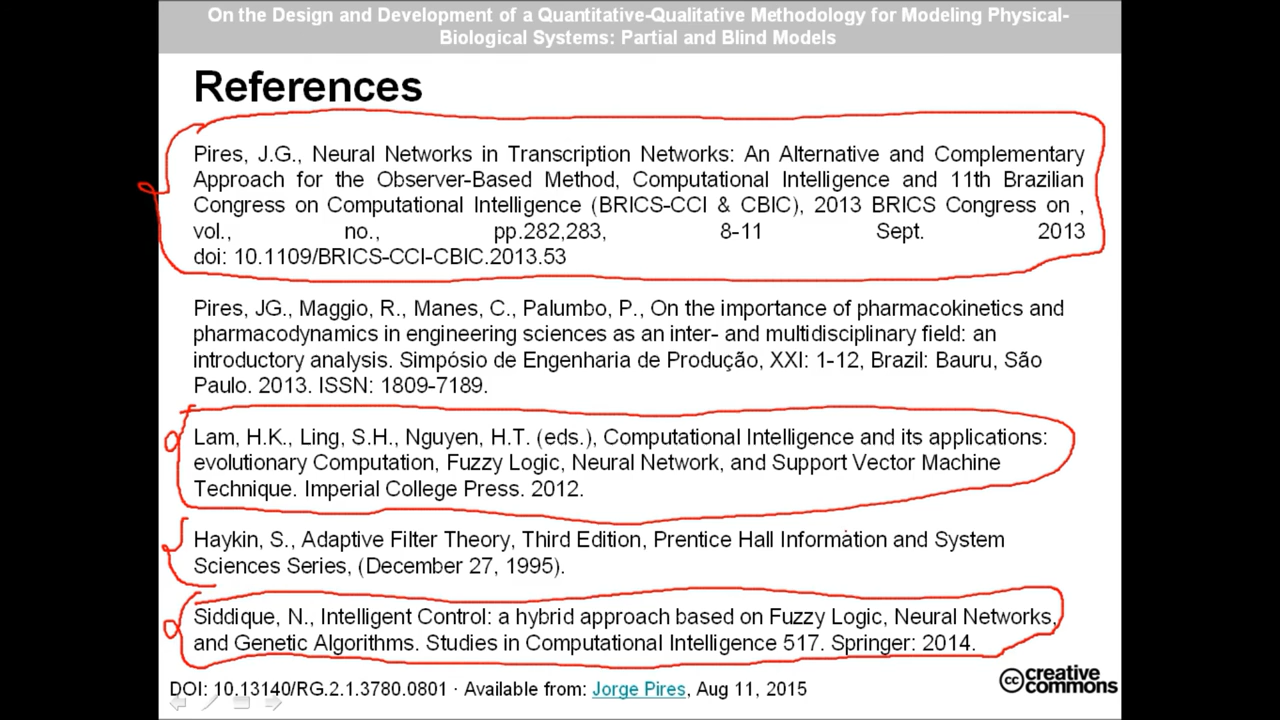 On the Design and Development of a Quantitative-Qualitative Methodology for Modeling Physical-
Biological Systems: Partial and Blind Models
References
Pires, J.G., Neural Networks in Transcription Networks: An Alternative and Complementary
Approach for the Observer-Based Method, Computational Intelligence and 11th Brazilian
Congress on Computational Intelligence (BRICS-CCI & CBIC), 2013 BRICS Congress on ,
vol., no., pp.282,283, 8-11 Sept. 2013
doi: 10.1109/BRICS-CCI-CBIC.2013.53
Pires, JG., Maggio, R., Manes, C., Palumbo, P., On the importance of pharmacokinetics and
pharmacodynamics in engineering sciences as an inter- and multidisciplinary field: an
introductory analysis. Simpósio de Engenharia de Produção, XXI: 1-12, Brazil: Bauru, São
Paulo. 2013. ISSN: 1809-7189.
Lam, H.K., Ling, S.H., Nguyen, H.T. (eds.), Computational Intelligence and its applications:
evolutionary Computation, Fuzzy Logic, Neural Network, and Support Vector Machine
Technique. Imperial College Press. 2012.
Haykin, S., Adaptive Filter Theory, Third Edition, Prentice Hall Information and System
Sciences Series, (December 27, 1995).
Siddique, N., Intelligent Control: a hybrid approach based on Fuzzy Logic, Neural Networks,
and Genetic Algorithms. Studies in Computational Intelligence 517. Springer: 2014.
DOI: 10.13140/RG.2.1.3780.0801 · Available from: Jorge Pires, Aug 11, 2015
cc creative
commons